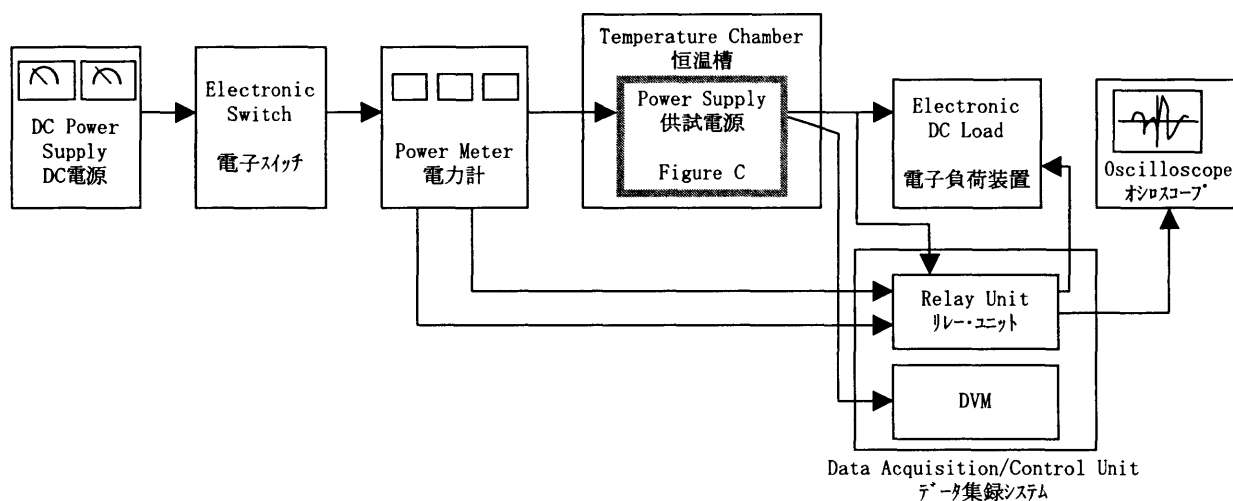 DC Power
Supply
DC電源
Electronic
Switch
電子スイッチ
Power Meter
電力計
Temperature Chamber
恒温槽
Power Supply
供試電源
Figure C
Electronic
DC Load
電子負荷装置
Oscilloscope
オシロスコープ
Relay Unit
リレー・ユニット
DVM
Data Acquisition/Control Unit
データ集録システム